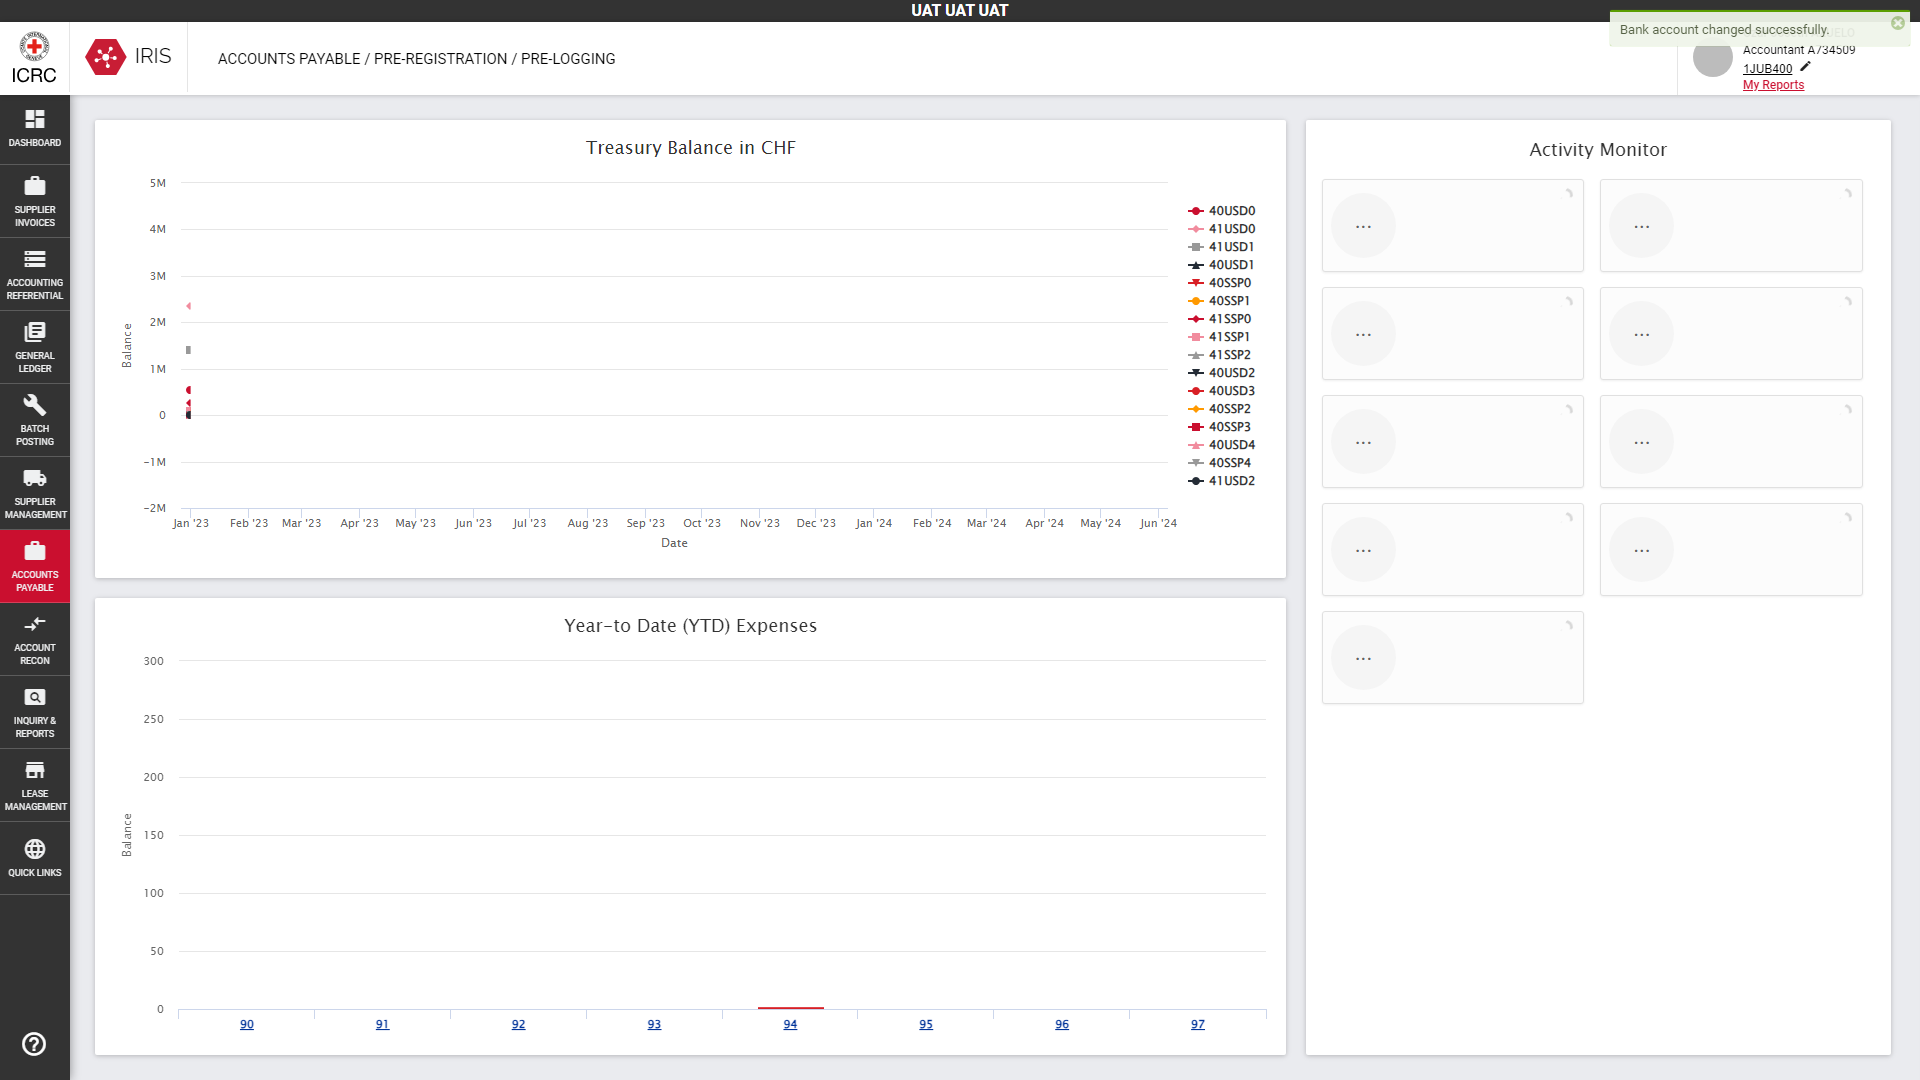 UAT UAT UAT
ICRC
IRIS
ACCOUNTS PAYABLE / PRE-REGISTRATION / PRE-LOGGING
Bank account changed successfully.
Accountant A734509
1JUB400
My Reports
DASHBOARD
SUPPLIER
INVOICES
ACCOUNTING
REFERENTIAL
GENERAL
LEDGER
BATCH
POSTING
SUPPLIER
MANAGEMENT
ACCOUNTS
PAYABLE
ACCOUNT
RECON
INQUIRY &
REPORTS
LEASE
MANAGEMENT
QUICK LINKS
Treasury Balance in CHF
Balance
5M
4M
3M
2M
1M
0
-1M
-2M
Jan '23 Feb '23 Mar '23 Apr '23 May '23 Jun '23 Jul '23 Aug '23 Sep '23 Oct '23 Nov '23 Dec '23 Jan '24 Feb '24 Mar '24 Apr '24 May '24 Jun '24
Date
40USD0
41USD0
41USD1
40USD1
40SSP0
40SSP1
41SSP0
41SSP1
41SSP2
40USD2
40USD3
40SSP2
40SSP3
40USD4
40SSP4
41USD2
Year-to Date (YTD) Expenses
Balance
300
250
200
150
100
50
0
90 91 92 93 94 95 96 97
Activity Monitor
... ...
... ...
... ...
... ...
...